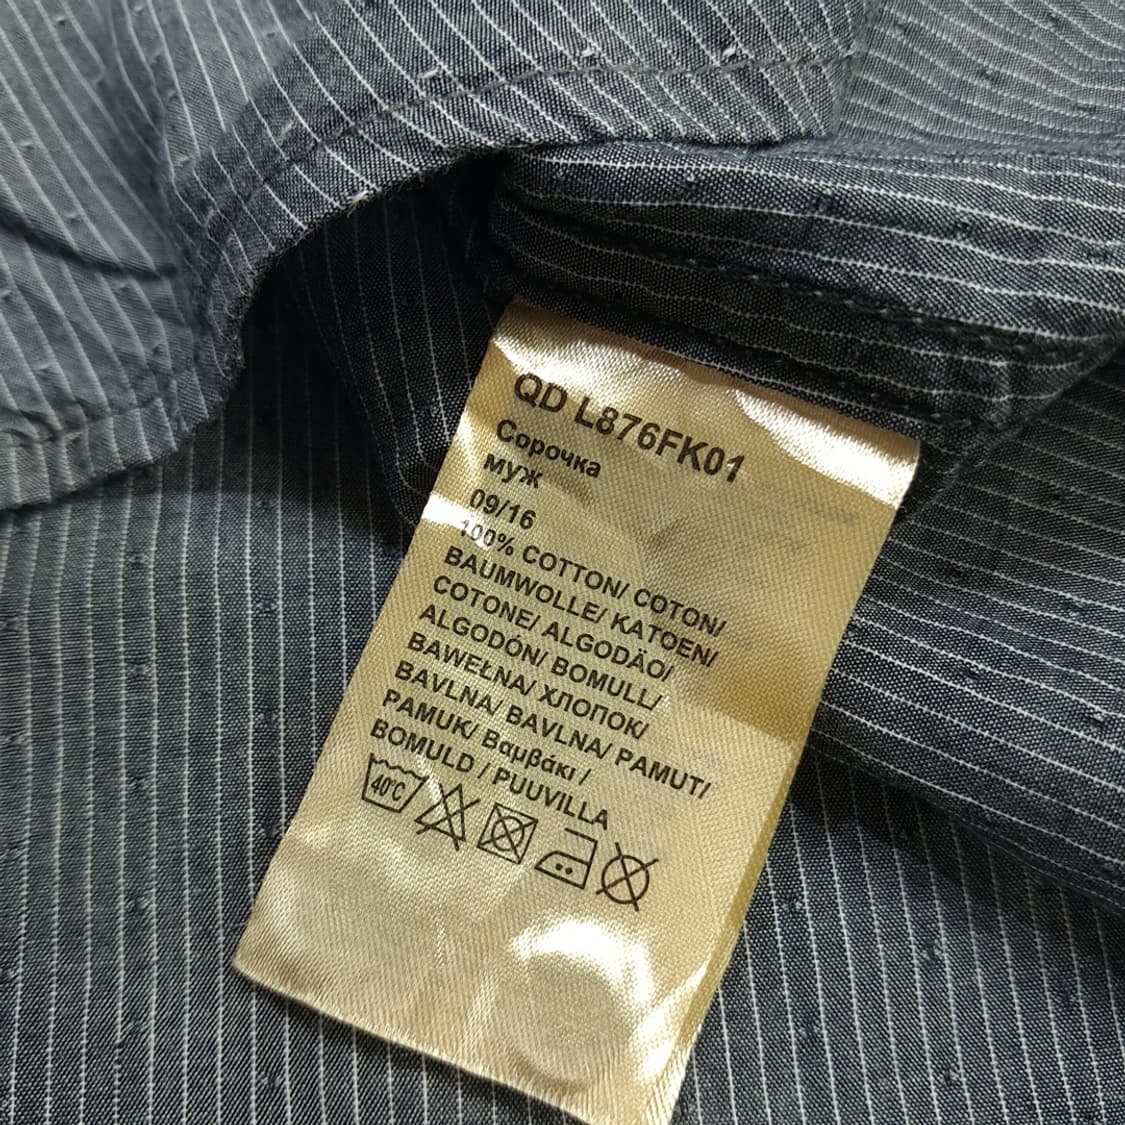 QD L876FK01
Сорочка
муж
09/16
100% COTTON/ COTON/
BAUMWOLLE/ KATOEN/
COTONE/ ALGODÃO/
ALGODÓN/ BOMULL/
BAWEŁNA/ ХЛОПОК/
BAVLNA/ BAVLNA/ PAMUT/
PAMUK/ Βαμβάκι /
BOMULD / PUUVILLA
40°C